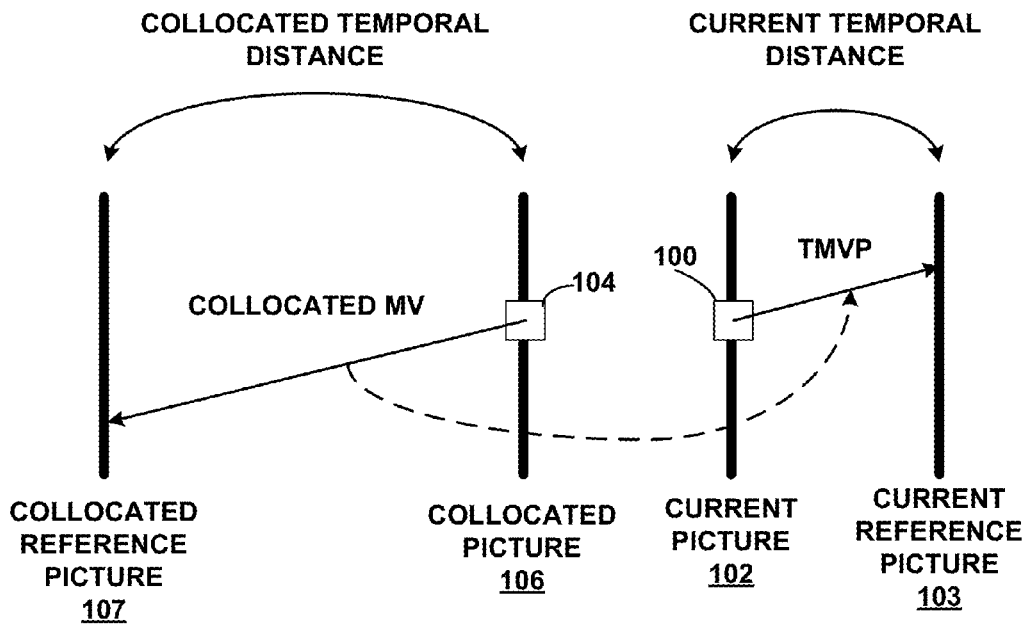 COLLOCATED TEMPORAL
DISTANCE
CURRENT TEMPORAL
DISTANCE
TMVP
100
104
COLLOCATED MV
COLLOCATED
REFERENCE
PICTURE
107
COLLOCATED
PICTURE
106
CURRENT
PICTURE
102
CURRENT
REFERENCE
PICTURE
103